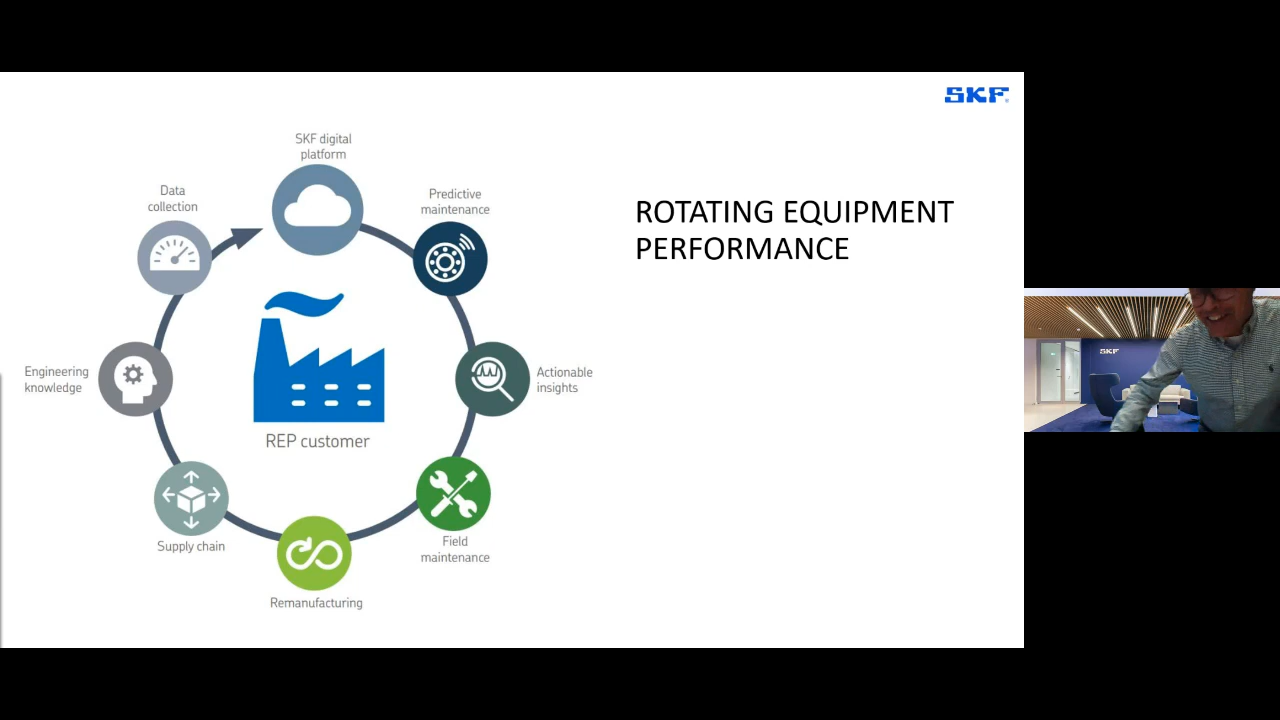 SKF
SKF digital
platform
Data
collection
Predictive
maintenance
ROTATING EQUIPMENT
PERFORMANCE
Engineering
knowledge
Actionable
insights
REP customer
Supply chain
Field
maintenance
Remanufacturing
SKF